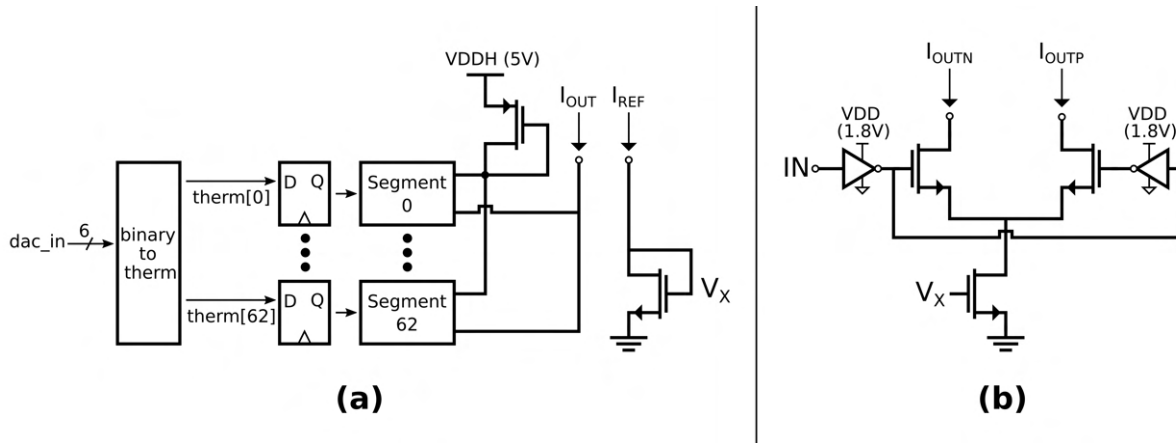 VDDH (5V)
I_OUT
I_REF
dac_in
6
binary
to
therm
therm[0]
D Q
Segment
0
therm[62]
D Q
Segment
62
V_X
(a)
I_OUTN
I_OUTP
VDD
(1.8V)
VDD
(1.8V)
IN
V_X
(b)